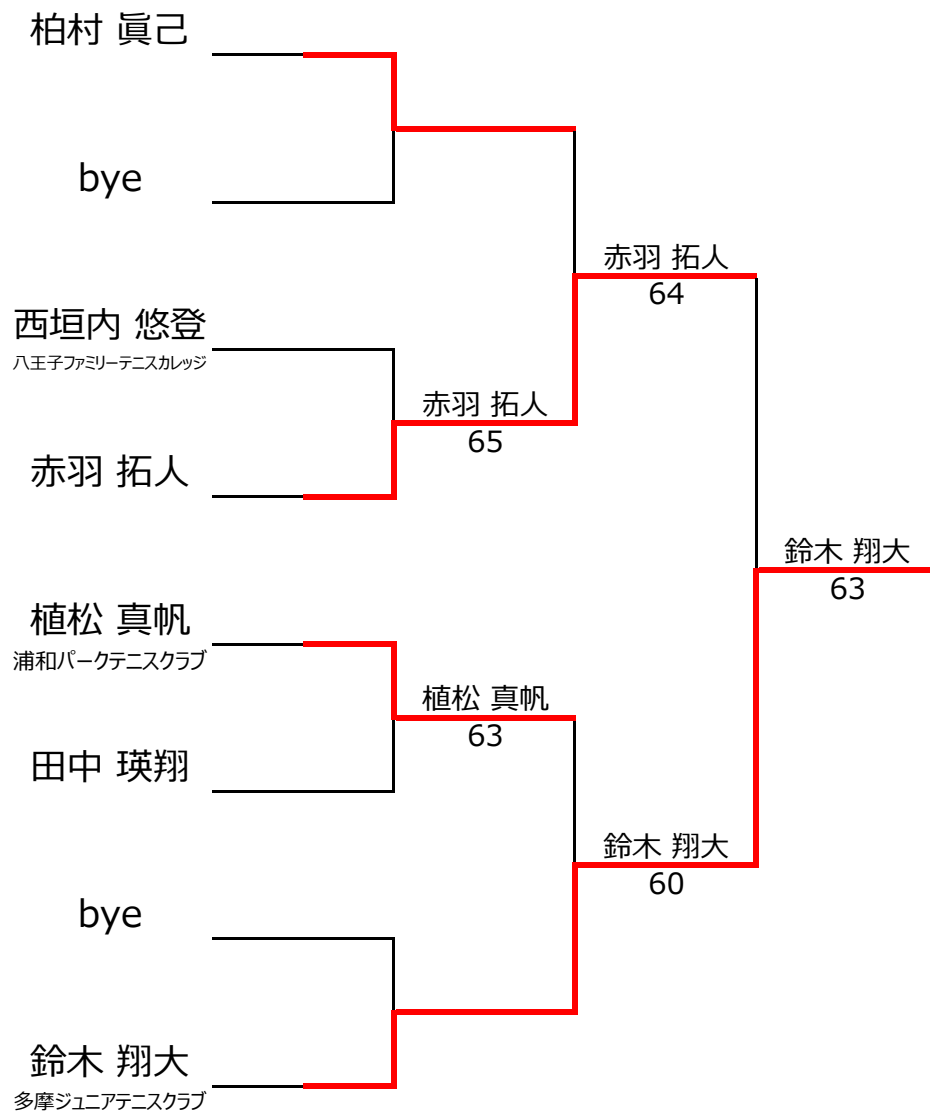 柏村 眞己
bye
西垣内 悠登
八王子ファミリーテニスカレッジ
赤羽 拓人
植松 真帆
浦和パークテニスクラブ
田中 瑛翔
bye
鈴木 翔大
多摩ジュニアテニスクラブ
赤羽 拓人
65
植松 真帆
63
赤羽 拓人
64
鈴木 翔大
60
鈴木 翔大
63